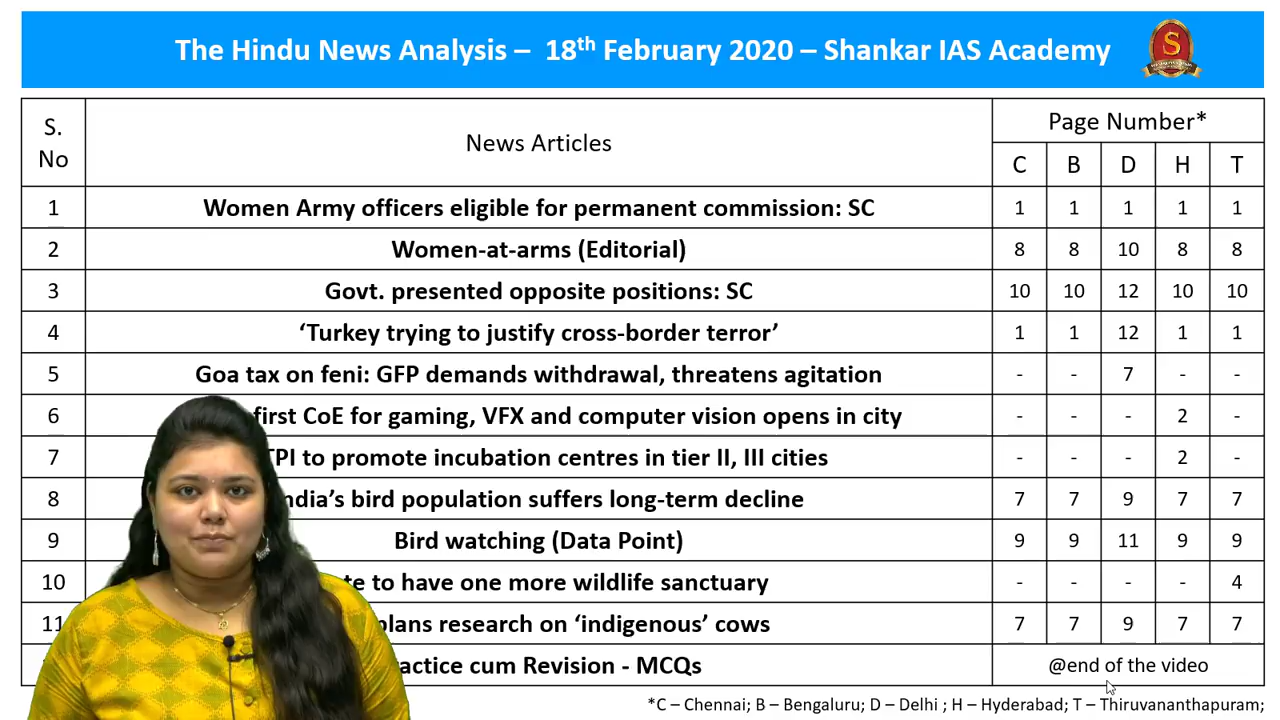 The Hindu News Analysis – 18th February 2020 – Shankar IAS Academy
S
S. No
News Articles
Page Number*
C B D H T
1 Women Army officers eligible for permanent commission: SC 1 1 1 1 1
2 Women-at-arms (Editorial) 8 8 10 8 8
3 Govt. presented opposite positions: SC 10 10 12 10 10
4 ‘Turkey trying to justify cross-border terror’ 1 1 12 1 1
5 Goa tax on feni: GFP demands withdrawal, threatens agitation - - 7 - -
6 first CoE for gaming, VFX and computer vision opens in city - - - 2 -
7 to promote incubation centres in tier II, III cities - - - 2 -
8 India’s bird population suffers long-term decline 7 7 9 7 7
9 Bird watching (Data Point) 9 9 11 9 9
10 to have one more wildlife sanctuary - - - - 4
11 plans research on ‘indigenous’ cows 7 7 9 7 7
cum Revision - MCQs @end of the video
*C – Chennai; B – Bengaluru; D – Delhi ; H – Hyderabad; T – Thiruvananthapuram;